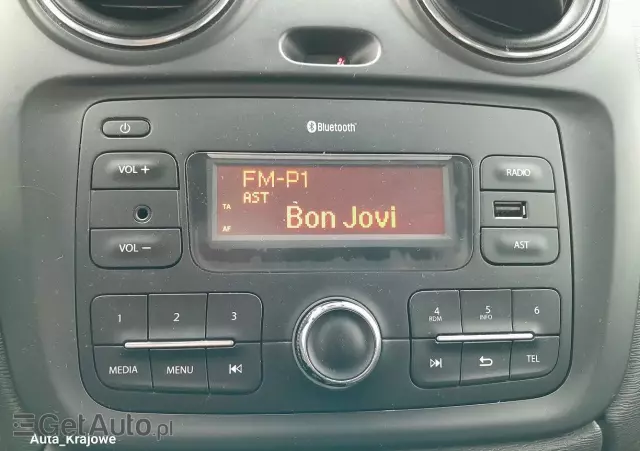 Bluetooth
VOL +
FM-P1
AST
TA
Bon Jovi
AF
RADIO
VOL −
AST
1
2
3
4
RDM
5
INFO
6
MEDIA
MENU
TEL
GetAuto.pl
Auta_Krajowe